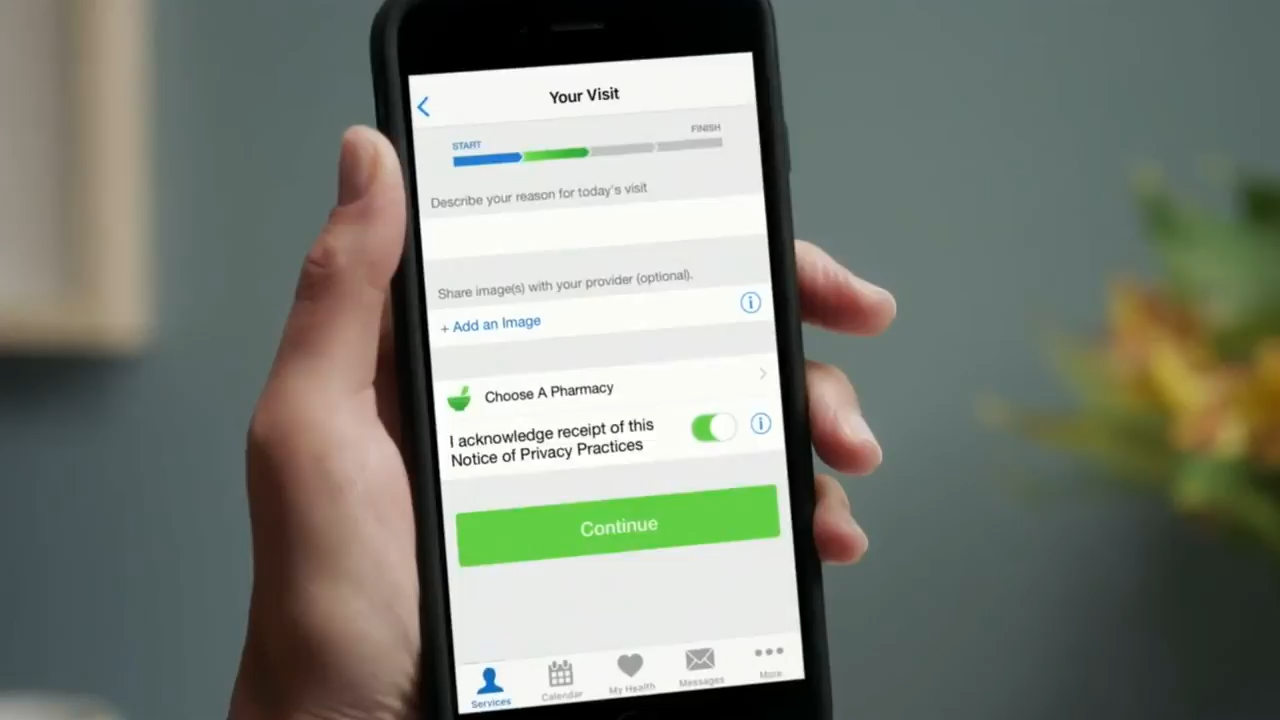 Your Visit
START
FINISH
Describe your reason for today's visit
Share image(s) with your provider (optional).
+ Add an Image
Choose A Pharmacy
I acknowledge receipt of this
Notice of Privacy Practices
Continue
Services
Calendar
My Health
Messages
More